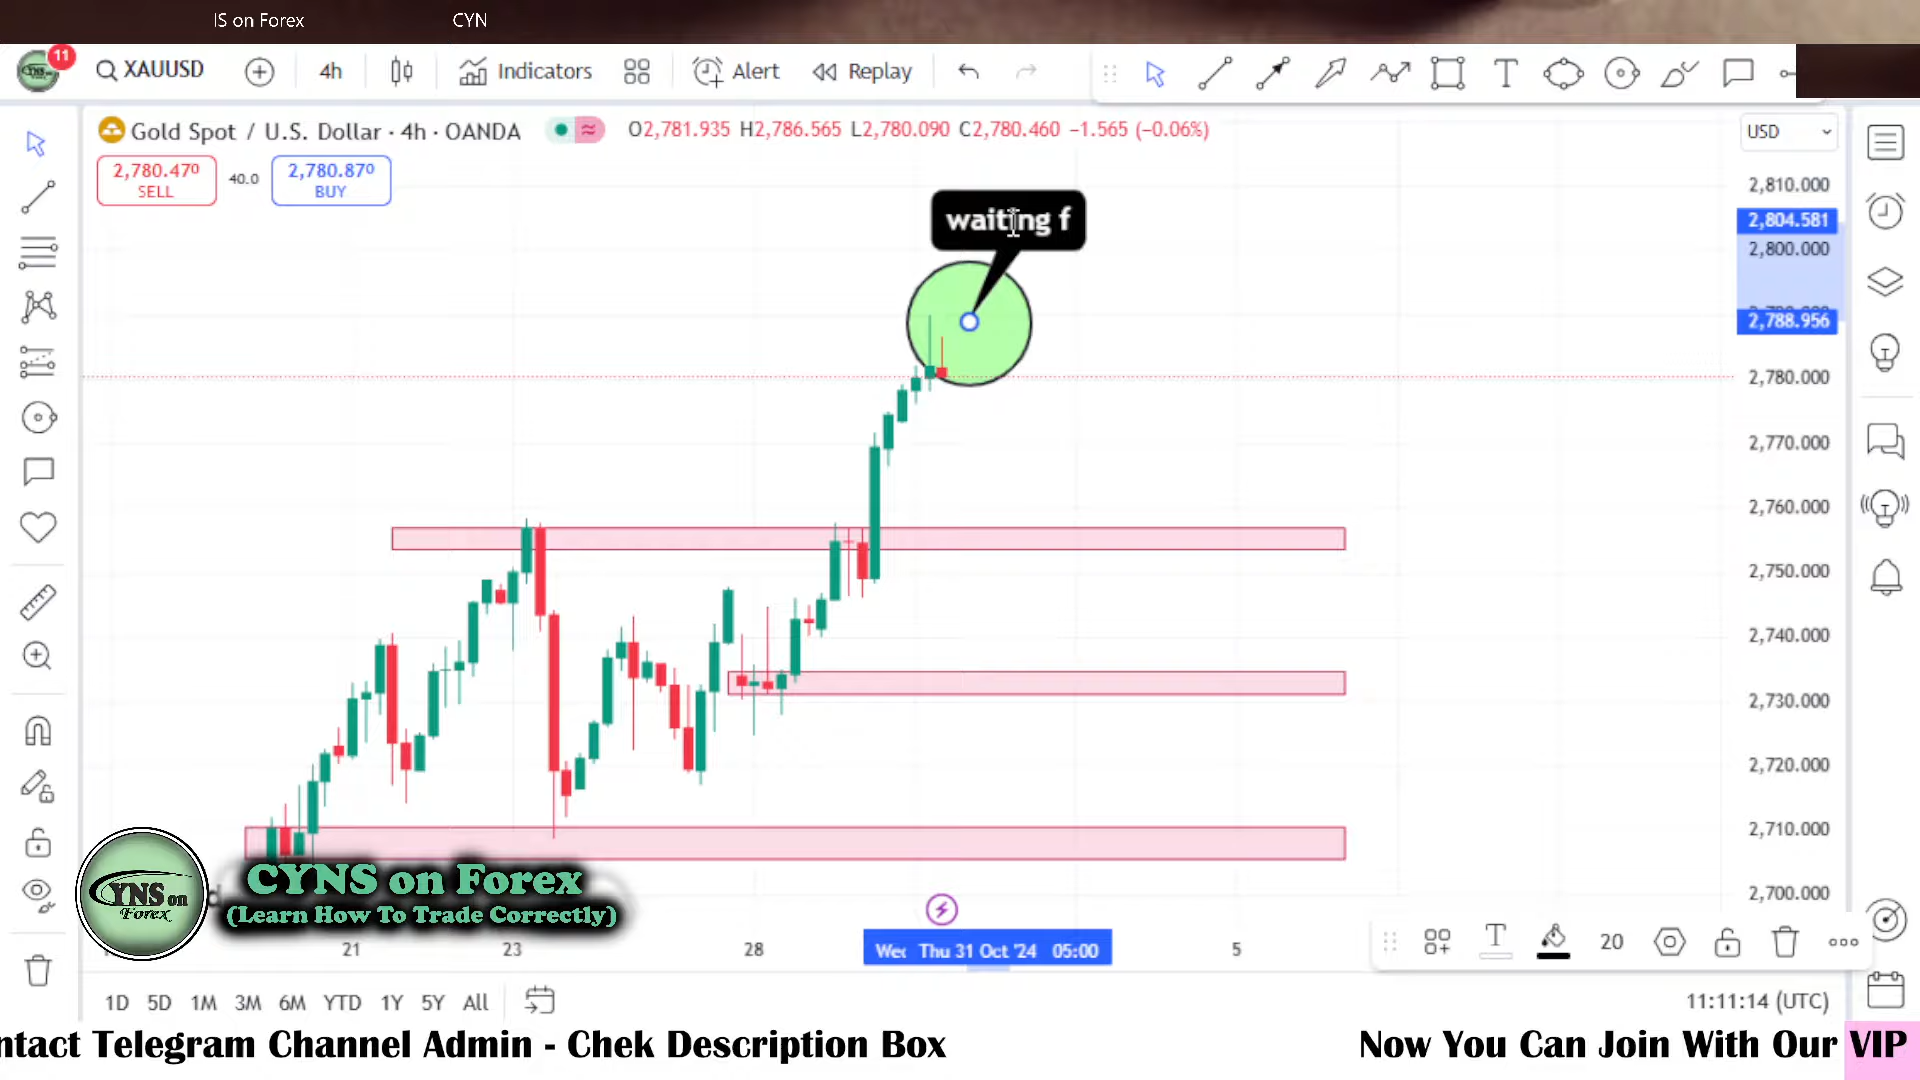 IS on Forex CYN
11
XAUUSD 4h Indicators Alert Replay
Gold Spot / U.S. Dollar · 4h · OANDA O2,781.935 H2,786.565 L2,780.090 C2,780.460 −1.565 (−0.06%)
USD
2,780.470
SELL
40.0
2,780.870
BUY
waiting f
2,810.000
2,804.581
2,800.000
2,788.956
2,780.000
2,770.000
2,760.000
2,750.000
2,740.000
2,730.000
2,720.000
2,710.000
2,700.000
CYNS on
Forex
CYNS on Forex
(Learn How To Trade Correctly)
21 23 28 Wed Thu 31 Oct '24 05:00 5
T 20
1D 5D 1M 3M 6M YTD 1Y 5Y All
11:11:14 (UTC)
ntact Telegram Channel Admin - Chek Description Box Now You Can Join With Our VIP